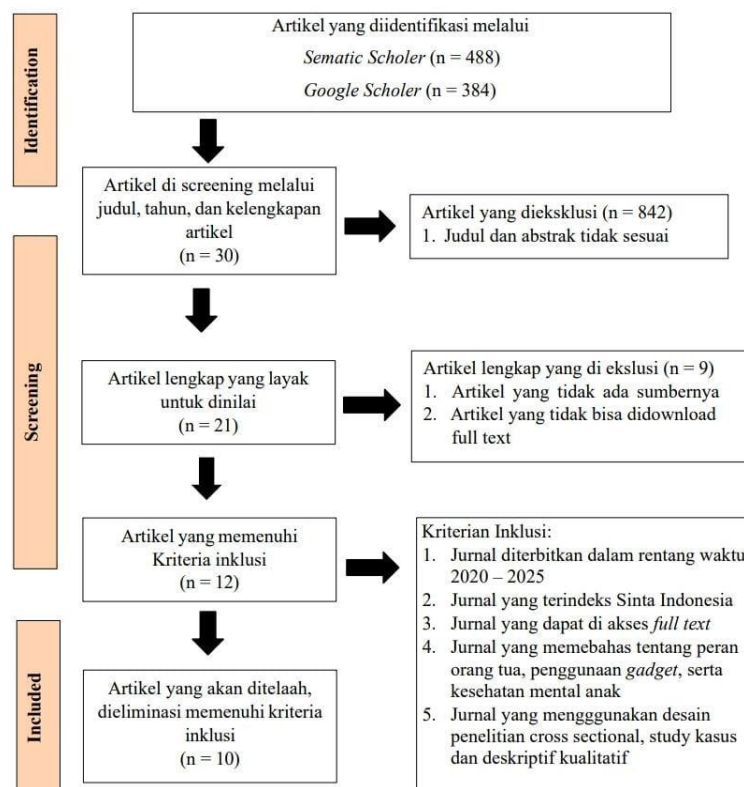 Identification
Artikel yang diidentifikasi melalui
Sematic Scholer (n = 488)
Google Scholer (n = 384)
Artikel di screening melalui
judul, tahun, dan kelengkapan
artikel
(n = 30)
Artikel yang dieksklusi (n = 842)
1. Judul dan abstrak tidak sesuai
Screening
Artikel lengkap yang layak
untuk dinilai
(n = 21)
Artikel lengkap yang di ekslusi (n = 9)
1. Artikel yang tidak ada sumbernya
2. Artikel yang tidak bisa didownload
full text
Artikel yang memenuhi
Kriteria inklusi
(n = 12)
Kriterian Inklusi:
1. Jurnal diterbitkan dalam rentang waktu
2020 – 2025
2. Jurnal yang terindeks Sinta Indonesia
3. Jurnal yang dapat di akses full text
4. Jurnal yang memebahas tentang peran
orang tua, penggunaan gadget, serta
kesehatan mental anak
5. Jurnal yang mengggunakan desain
penelitian cross sectional, study kasus
dan deskriptif kualitatif
Included
Artikel yang akan ditelaah,
dieliminasi memenuhi kriteria
inklusi
(n = 10)